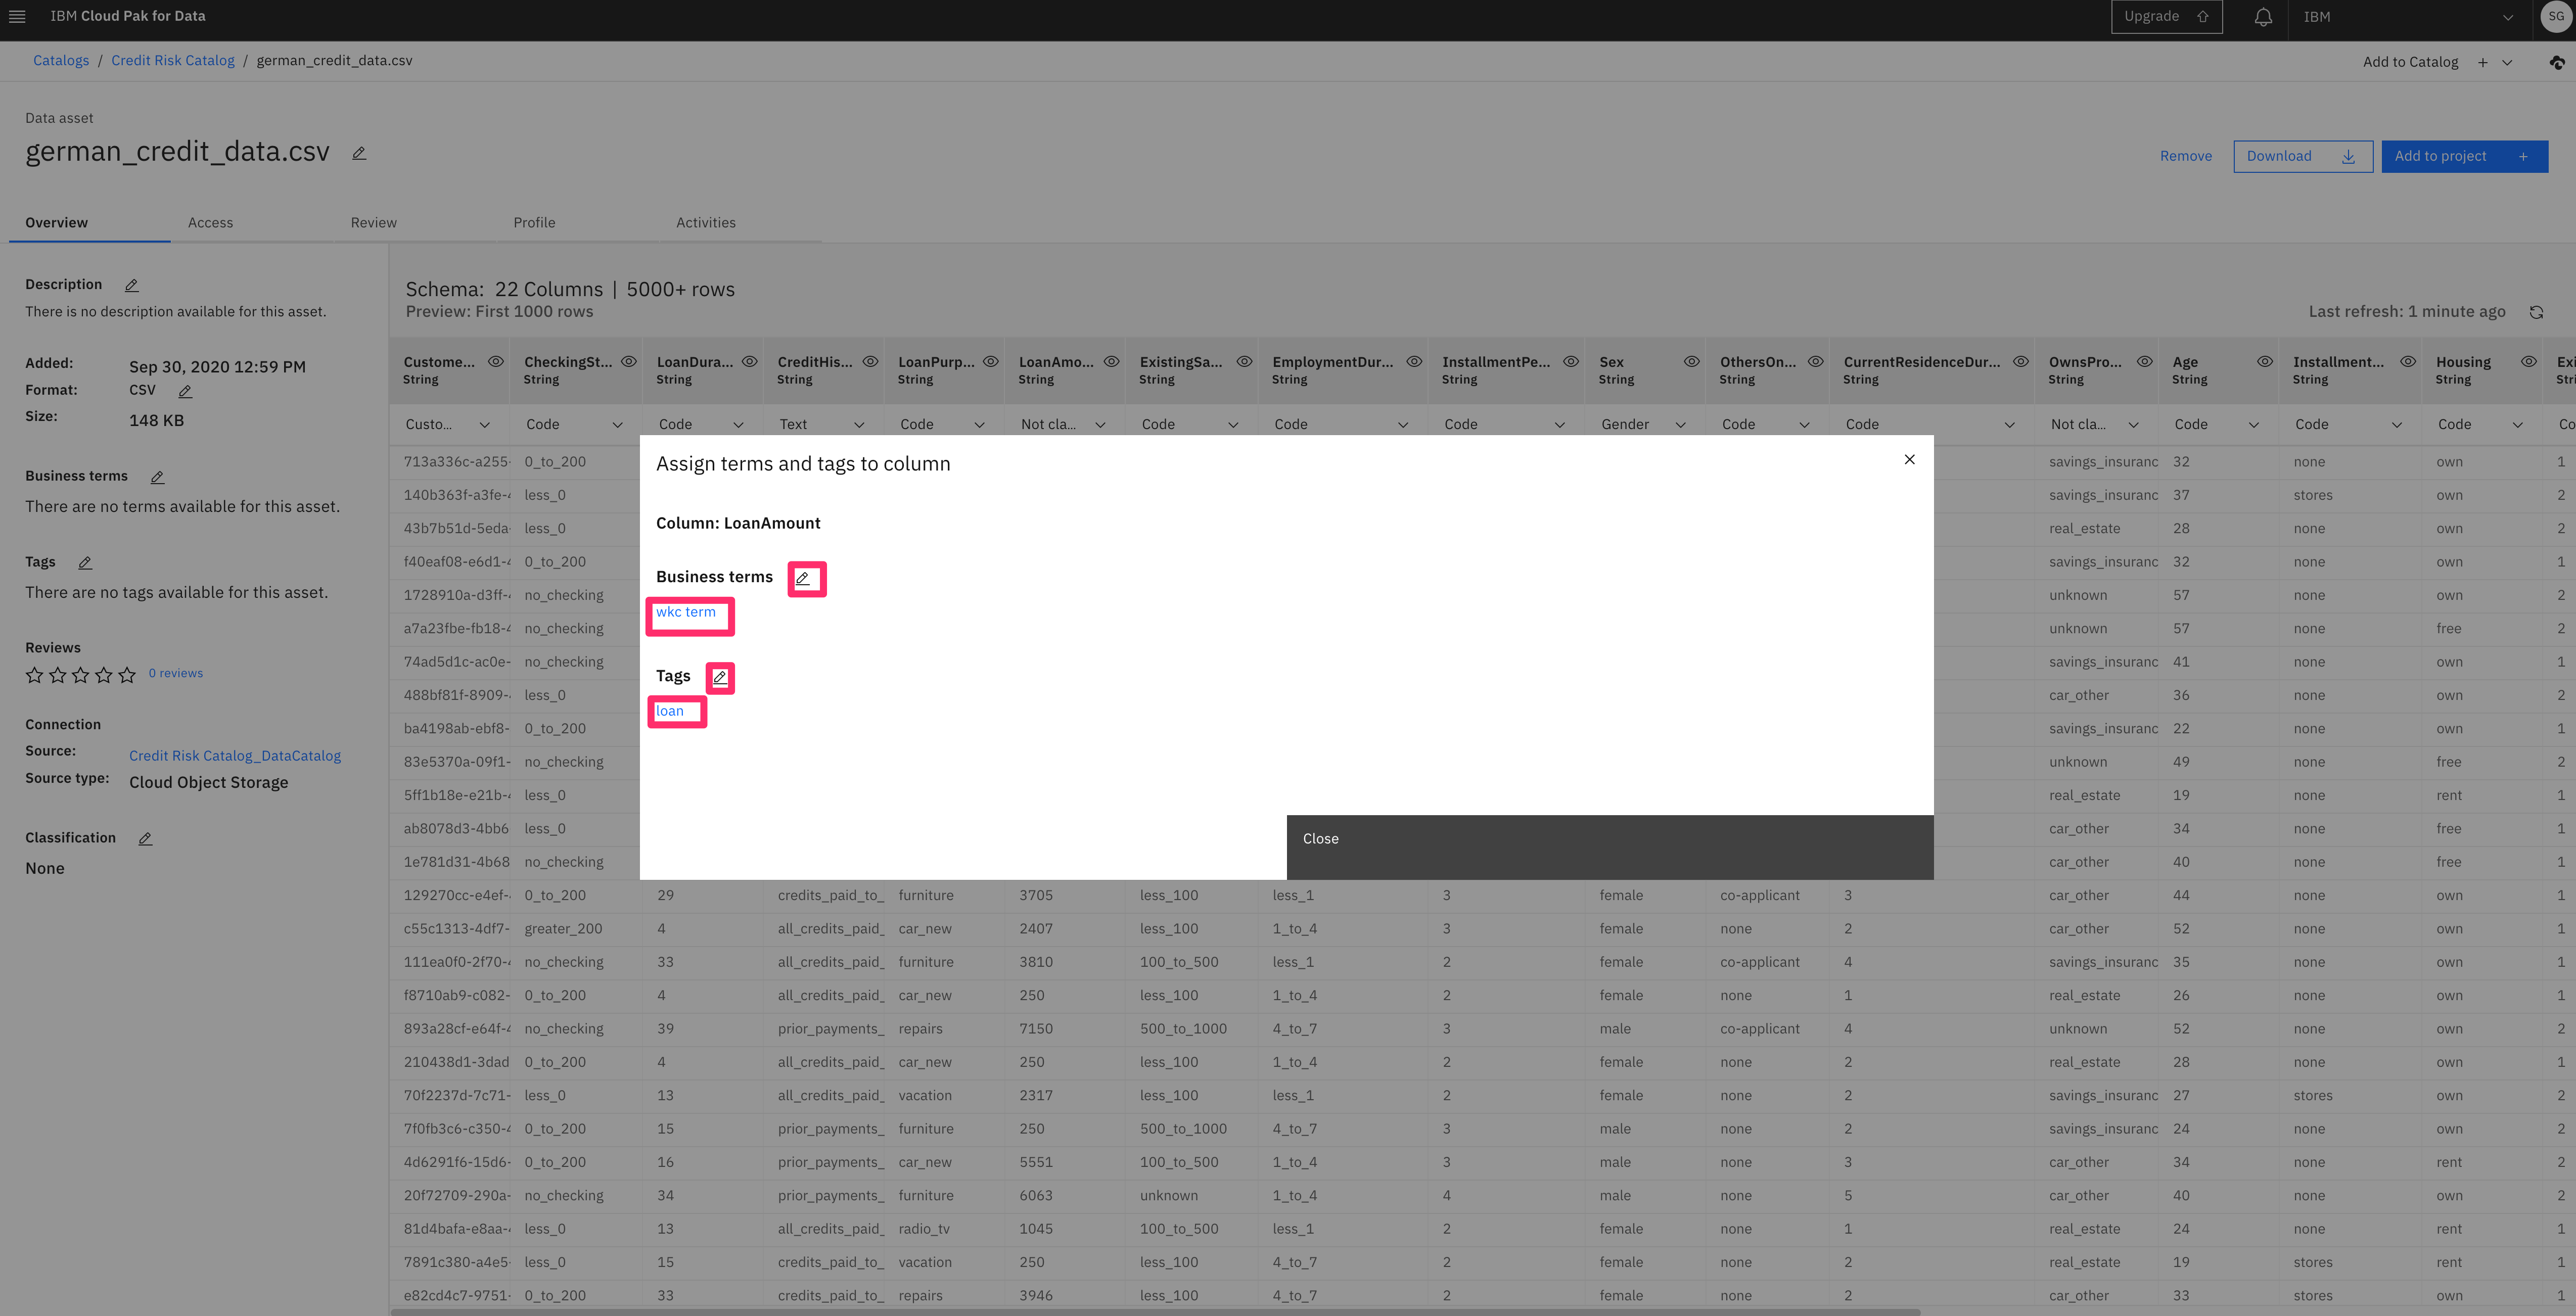 IBM Cloud Pak for Data
Upgrade
IBM
SG
Catalogs / Credit Risk Catalog / german_credit_data.csv
Add to Catalog +
Data asset
german_credit_data.csv
Remove
Download
Add to project +
Overview Access Review Profile Activities
Description
There is no description available for this asset.
Added: Sep 30, 2020 12:59 PM
Format: CSV
Size: 148 KB
Business terms
There are no terms available for this asset.
Tags
There are no tags available for this asset.
Reviews
0 reviews
Connection
Source: Credit Risk Catalog_DataCatalog
Source type: Cloud Object Storage
Classification
None
Schema: 22 Columns | 5000+ rows
Preview: First 1000 rows
Last refresh: 1 minute ago
Custome... CheckingSt... LoanDura... CreditHis... LoanPurp... LoanAmo... ExistingSa... EmploymentDur... InstallmentPe... Sex OthersOn... CurrentResidenceDur... OwnsPro... Age Installment... Housing Exi
String String String String String String String String String String String String String String String String Stri
Custo... Code Code Text Code Not cla... Code Code Code Gender Code Code Not cla... Code Code Code Co
713a336c-a255- 0_to_200 savings_insuranc 32 none own 1
140b363f-a3fe- less_0 savings_insuranc 37 stores own 2
43b7b51d-5eda- less_0 real_estate 28 none own 2
f40eaf08-e6d1- 0_to_200 savings_insuranc 32 none own 1
1728910a-d3ff- no_checking unknown 57 none own 2
a7a23fbe-fb18- no_checking unknown 57 none free 2
74ad5d1c-ac0e- no_checking savings_insuranc 41 none own 1
488bf81f-8909- less_0 car_other 36 none own 2
ba4198ab-ebf8- 0_to_200 savings_insuranc 22 none own 1
83e5370a-09f1- no_checking unknown 49 none free 2
5ff1b18e-e21b- less_0 real_estate 19 none rent 1
ab8078d3-4bb6 less_0 car_other 34 none free 1
1e781d31-4b68 no_checking car_other 40 none free 1
Assign terms and tags to column
Column: LoanAmount
Business terms
wkc term
Tags
loan
Close
129270cc-e4ef- 0_to_200 29 credits_paid_to_ furniture 3705 less_100 less_1 3 female co-applicant 3 car_other 44 none own 1
c55c1313-4df7- greater_200 4 all_credits_paid_ car_new 2407 less_100 1_to_4 3 female none 2 car_other 52 none own 1
111ea0f0-2f70- no_checking 33 all_credits_paid_ furniture 3810 100_to_500 less_1 2 female co-applicant 4 savings_insuranc 35 none own 1
f8710ab9-c082- 0_to_200 4 all_credits_paid_ car_new 250 less_100 1_to_4 2 female none 1 real_estate 26 none own 1
893a28cf-e64f- no_checking 39 prior_payments_ repairs 7150 500_to_1000 4_to_7 3 male co-applicant 4 unknown 52 none own 2
210438d1-3dad 0_to_200 4 all_credits_paid_ car_new 250 less_100 1_to_4 2 female none 2 real_estate 28 none own 1
70f2237d-7c71- less_0 13 all_credits_paid_ vacation 2317 less_100 less_1 2 female none 2 savings_insuranc 27 stores own 2
7f0fb3c6-c350- 0_to_200 15 prior_payments_ furniture 250 500_to_1000 4_to_7 3 male none 2 savings_insuranc 24 none own 2
4d6291f6-15d6- 0_to_200 16 prior_payments_ car_new 5551 100_to_500 1_to_4 3 male none 3 car_other 34 none rent 2
20f72709-290a- no_checking 34 prior_payments_ furniture 6063 unknown 1_to_4 4 male none 5 car_other 40 none own 2
81d4bafa-e8aa- less_0 13 all_credits_paid_ radio_tv 1045 100_to_500 less_1 2 female none 1 real_estate 24 none rent 1
7891c380-a4e5- less_0 15 credits_paid_to_ vacation 250 less_100 4_to_7 2 female none 2 real_estate 19 stores rent 1
e82cd4c7-9751- 0_to_200 33 credits_paid_to_ repairs 3946 less_100 4_to_7 2 female none 2 car_other 33 stores own 1